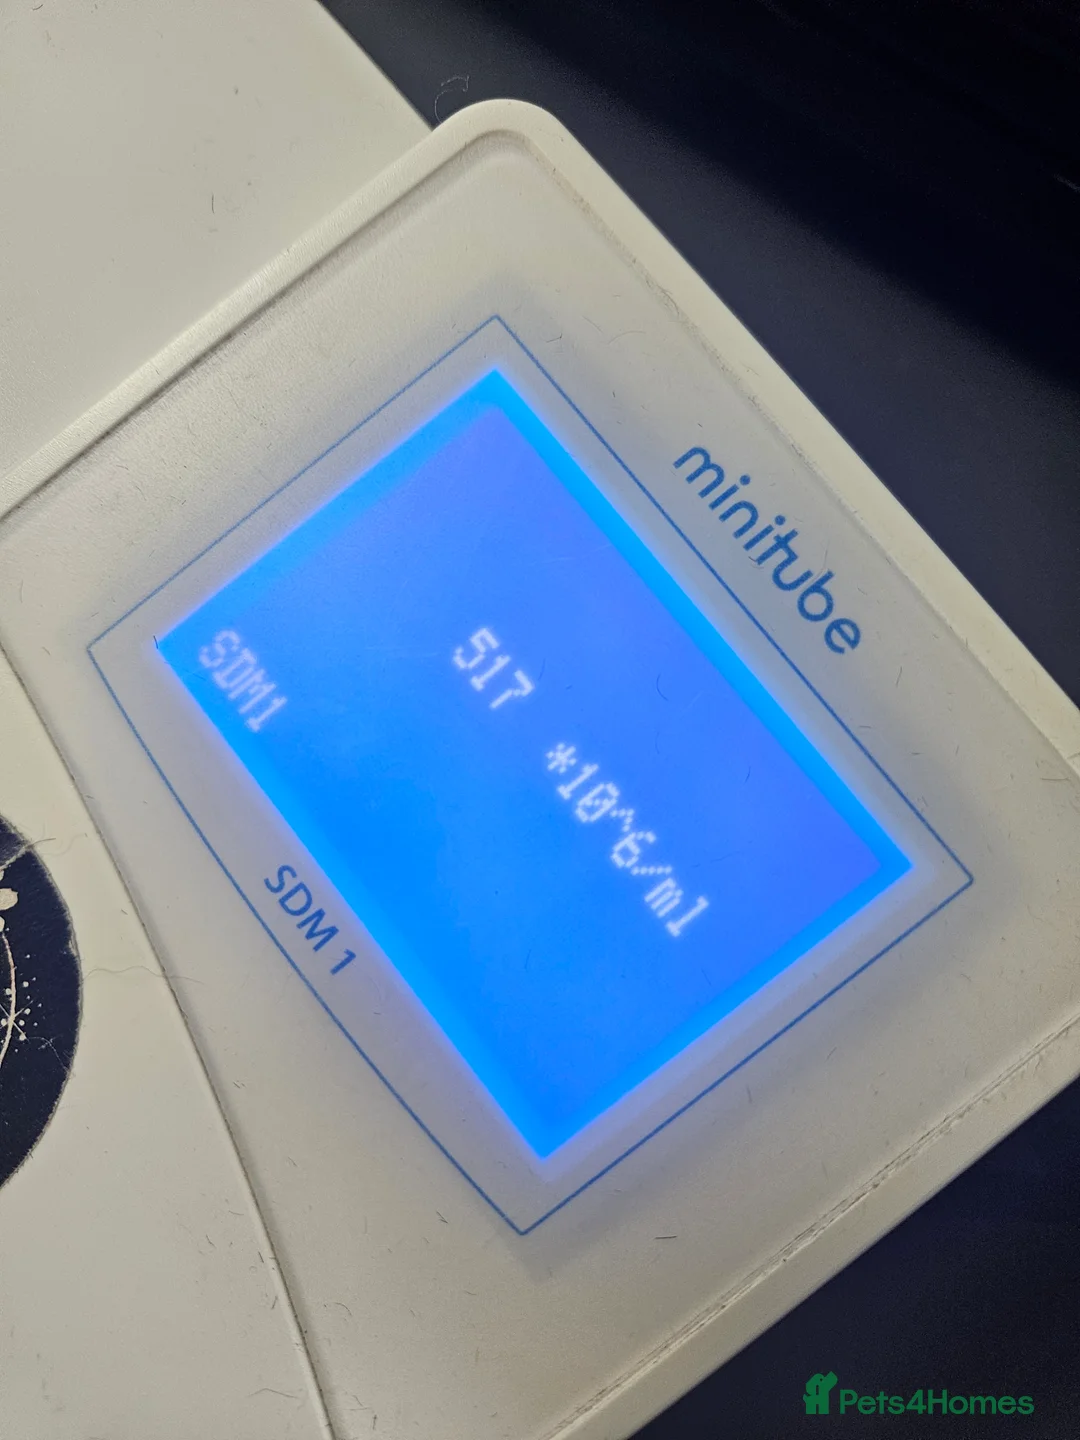 minitube
517 *10^6/ml
SDM1
SDM 1
Pets4Homes